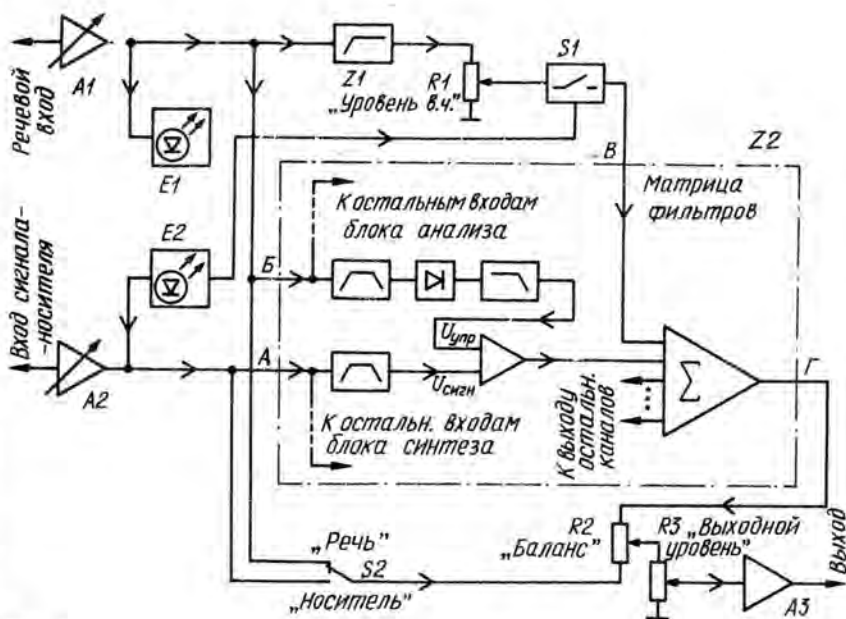 A1
Речевой
вход
E1
Z1
R1
„Уровень в.ч."
S1
В
Z2
Матрица
фильтров
К остальным входам
блока анализа
E2
Вход сигнала-
-носителя
A2
Б
А
Uупр
Uсигн
К остальн. входам
блока синтеза
Σ
К выходу
остальн.
каналов
Г
„Речь"
S2
„Носитель"
R2
„Баланс"
R3 „Выходной
уровень"
A3
Выход